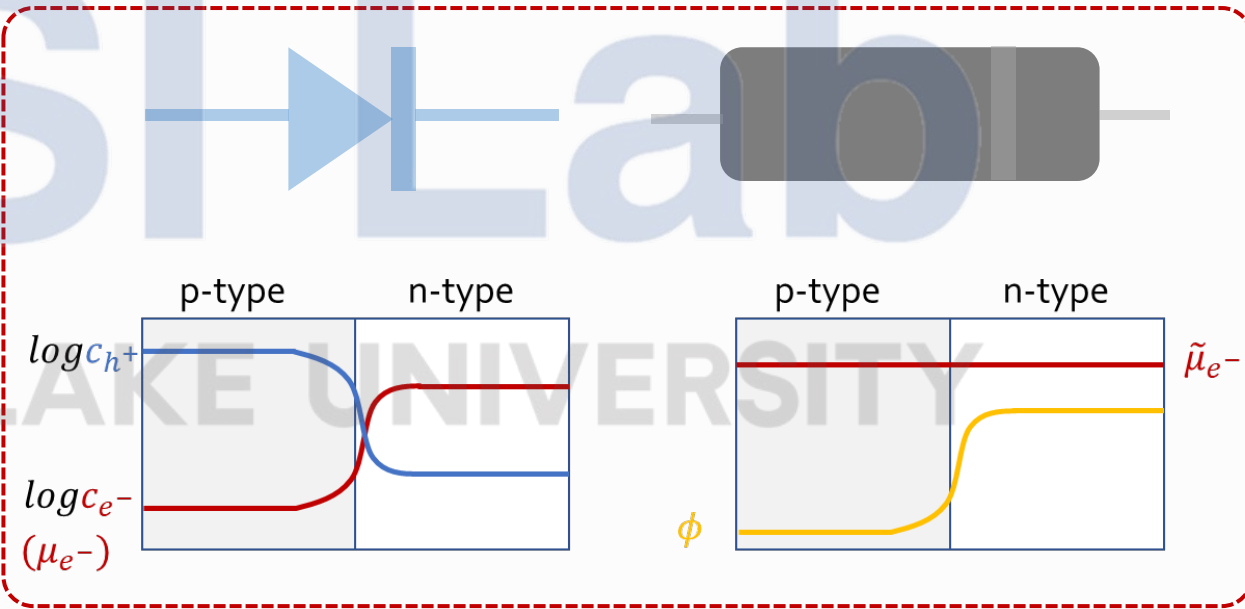 SI Lab
p-type n-type
p-type n-type
logc_{h^+}
μ̃_{e^-}
LAKE UNIVERSITY
logc_{e^-}
(μ_{e^-})
ϕ